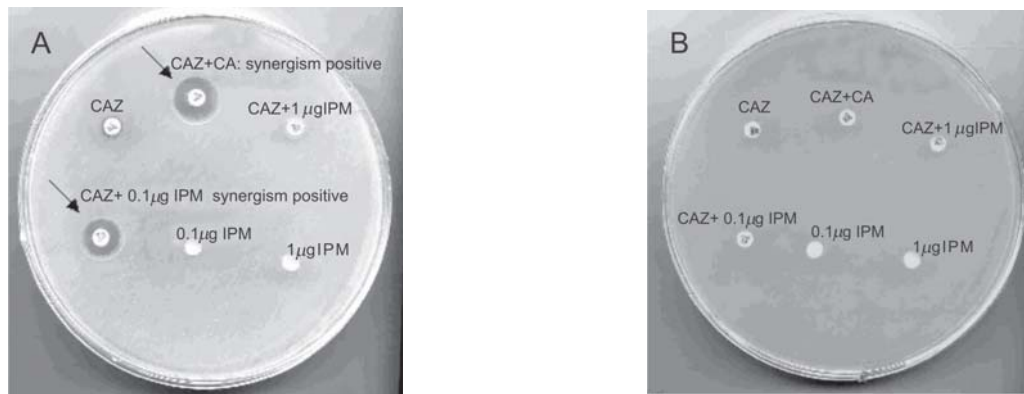 A
CAZ+CA: synergism positive
CAZ
CAZ+1 µgIPM
CAZ+ 0.1µg IPM synergism positive
0.1µg IPM
1µgIPM
B
CAZ
CAZ+CA
CAZ+1 µgIPM
CAZ+ 0.1µg IPM
0.1µg IPM
1µgIPM